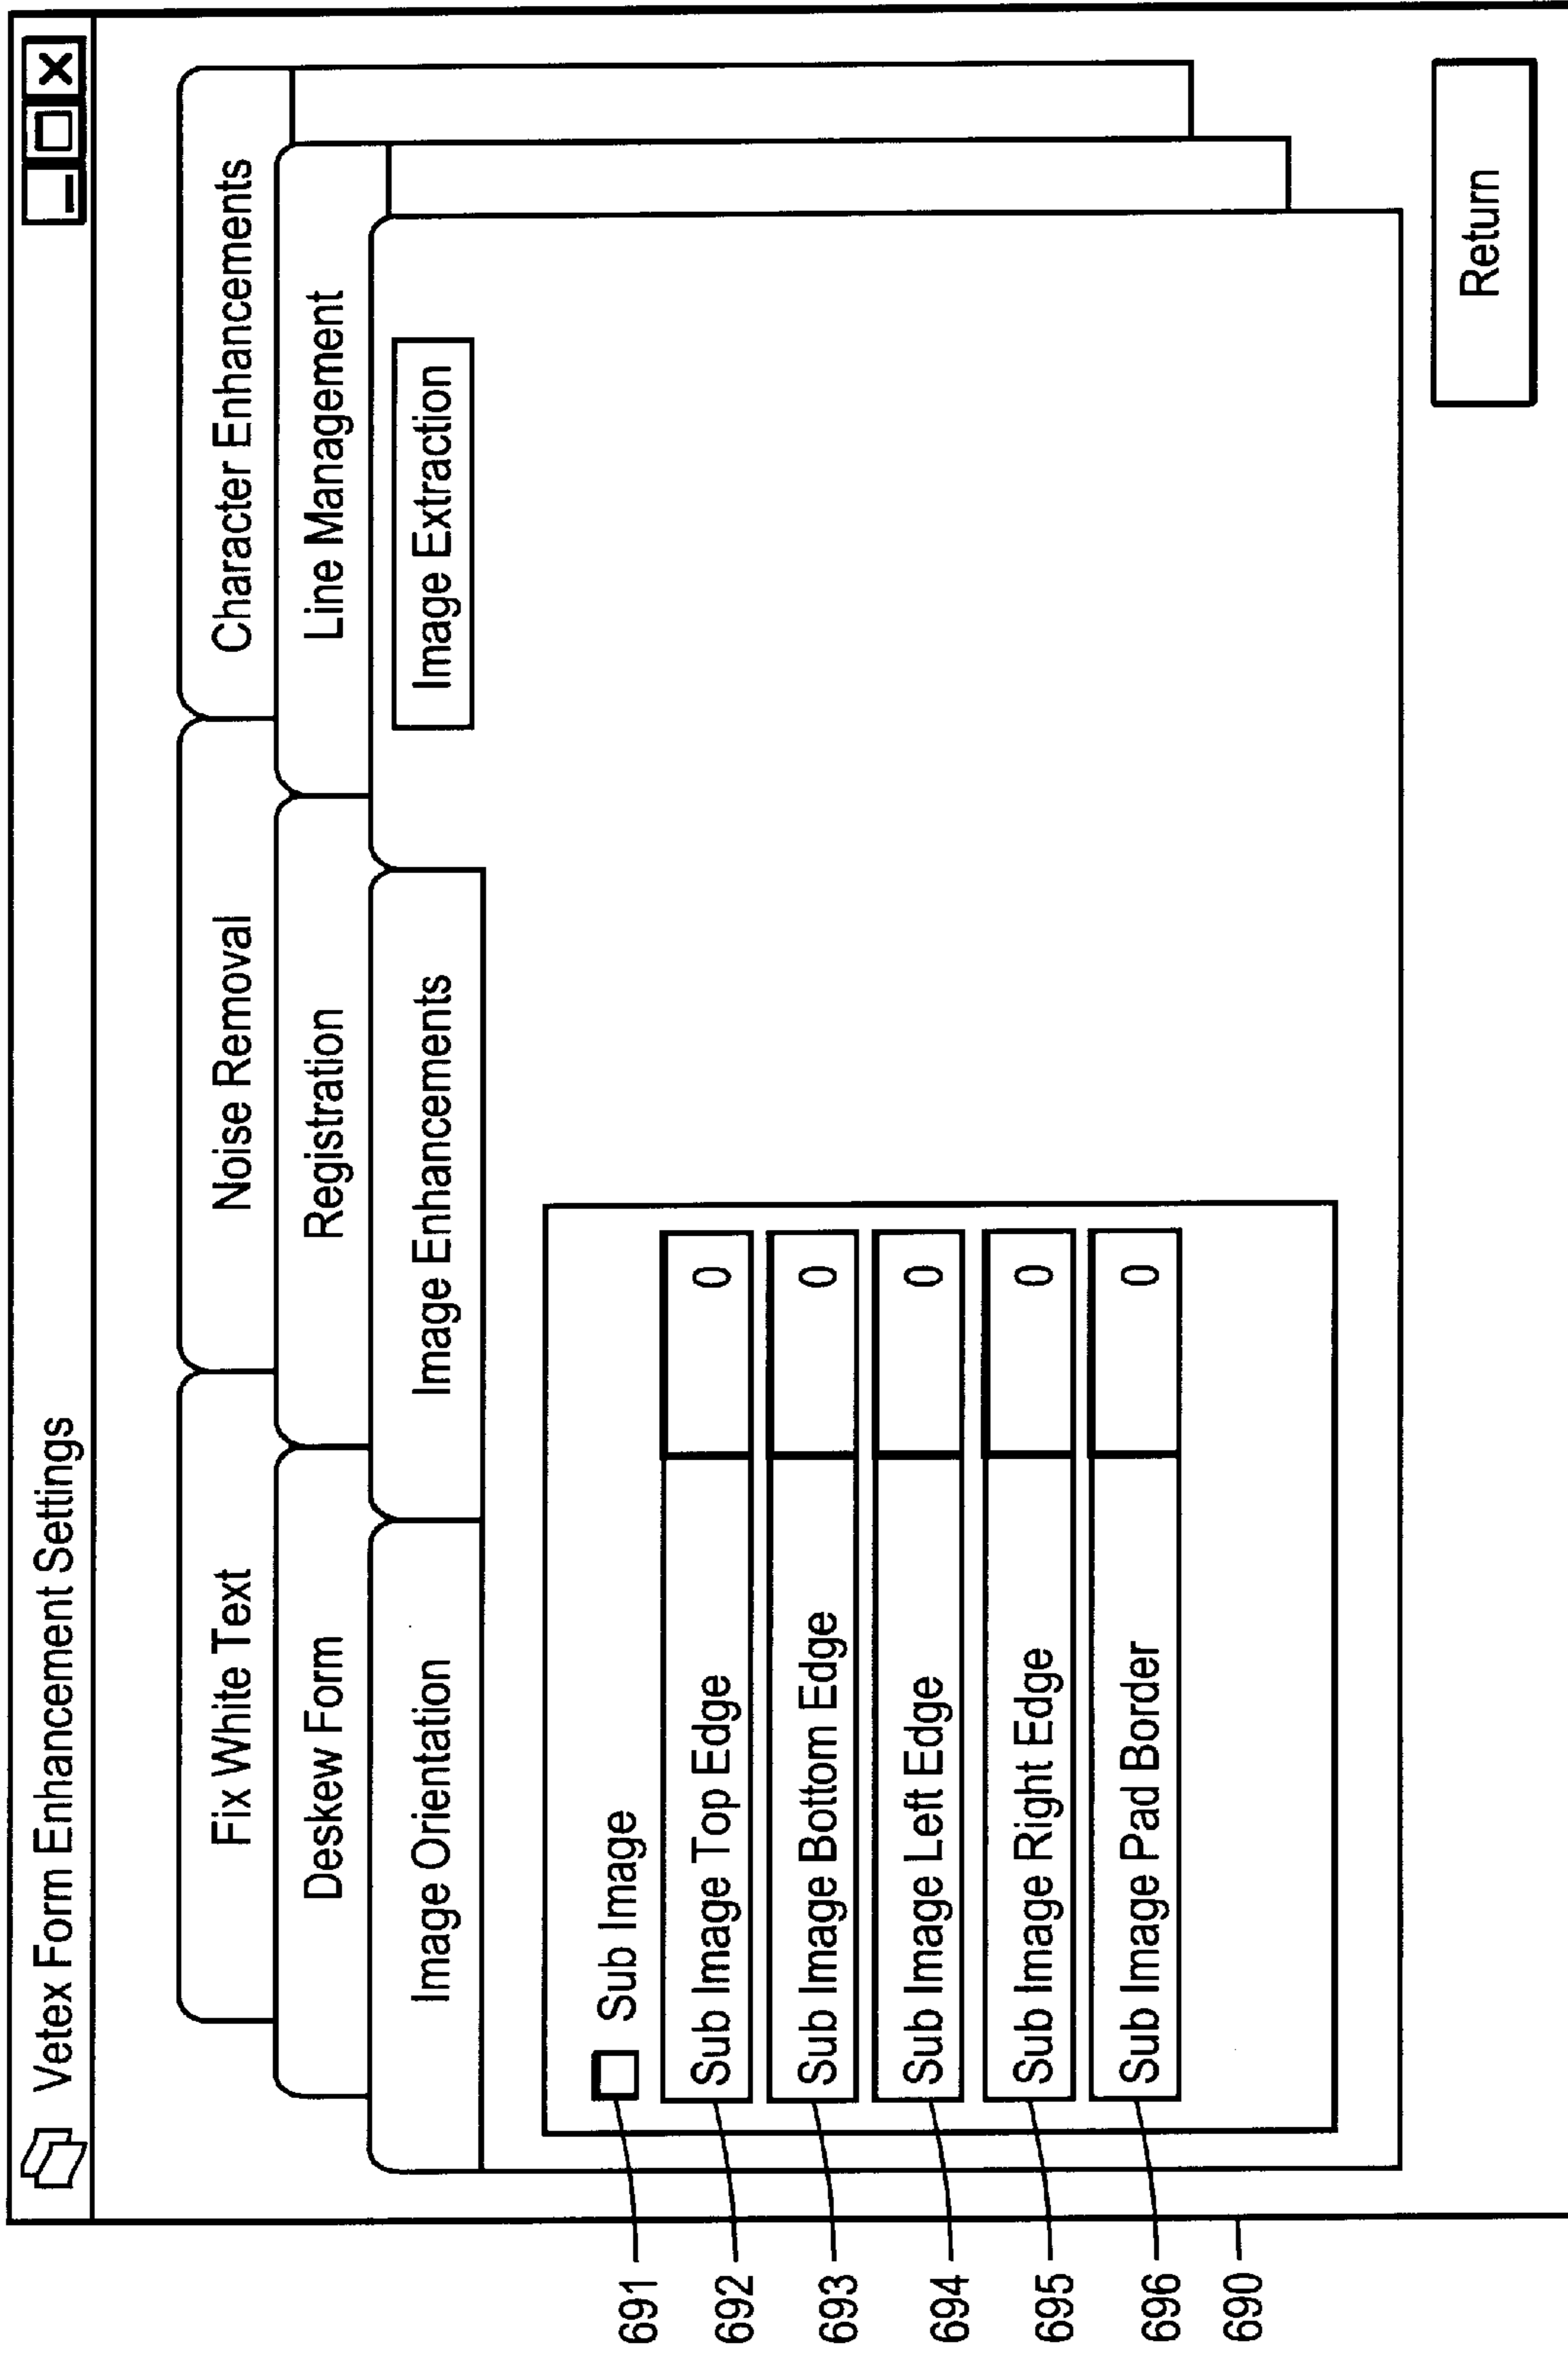 Vetex Form Enhancement Settings
Fix White Text
Noise Removal
Character Enhancements
Deskew Form
Registration
Line Management
Image Orientation
Image Enhancements
Image Extraction
691
Sub Image
692
Sub Image Top Edge 0
693
Sub Image Bottom Edge 0
694
Sub Image Left Edge 0
695
Sub Image Right Edge 0
696
Sub Image Pad Border 0
690
Return